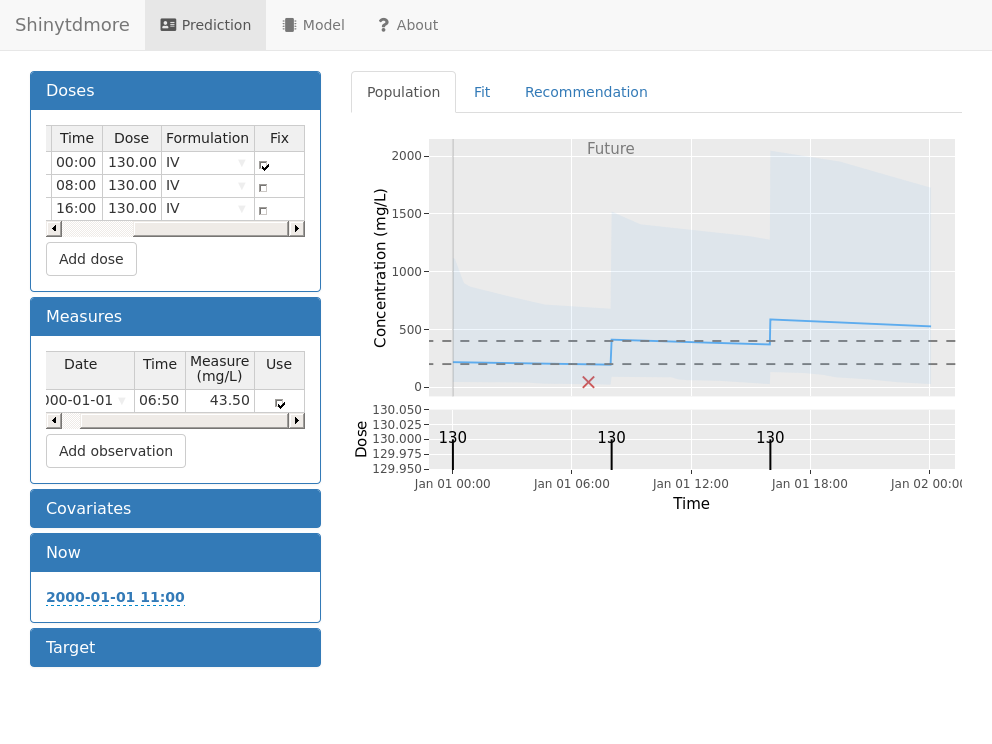 Shinytdmore Prediction Model ? About
Doses
Time Dose Formulation Fix
00:00 130.00 IV
08:00 130.00 IV
16:00 130.00 IV
Add dose
Measures
Date Time Measure (mg/L) Use
000-01-01 06:50 43.50
Add observation
Covariates
Now
2000-01-01 11:00
Target
Population Fit Recommendation
Future
Concentration (mg/L)
2000
1500
1000
500
0
Dose
130.050
130.025
130.000
129.975
129.950
130 130 130
Jan 01 00:00 Jan 01 06:00 Jan 01 12:00 Jan 01 18:00 Jan 02 00:00
Time